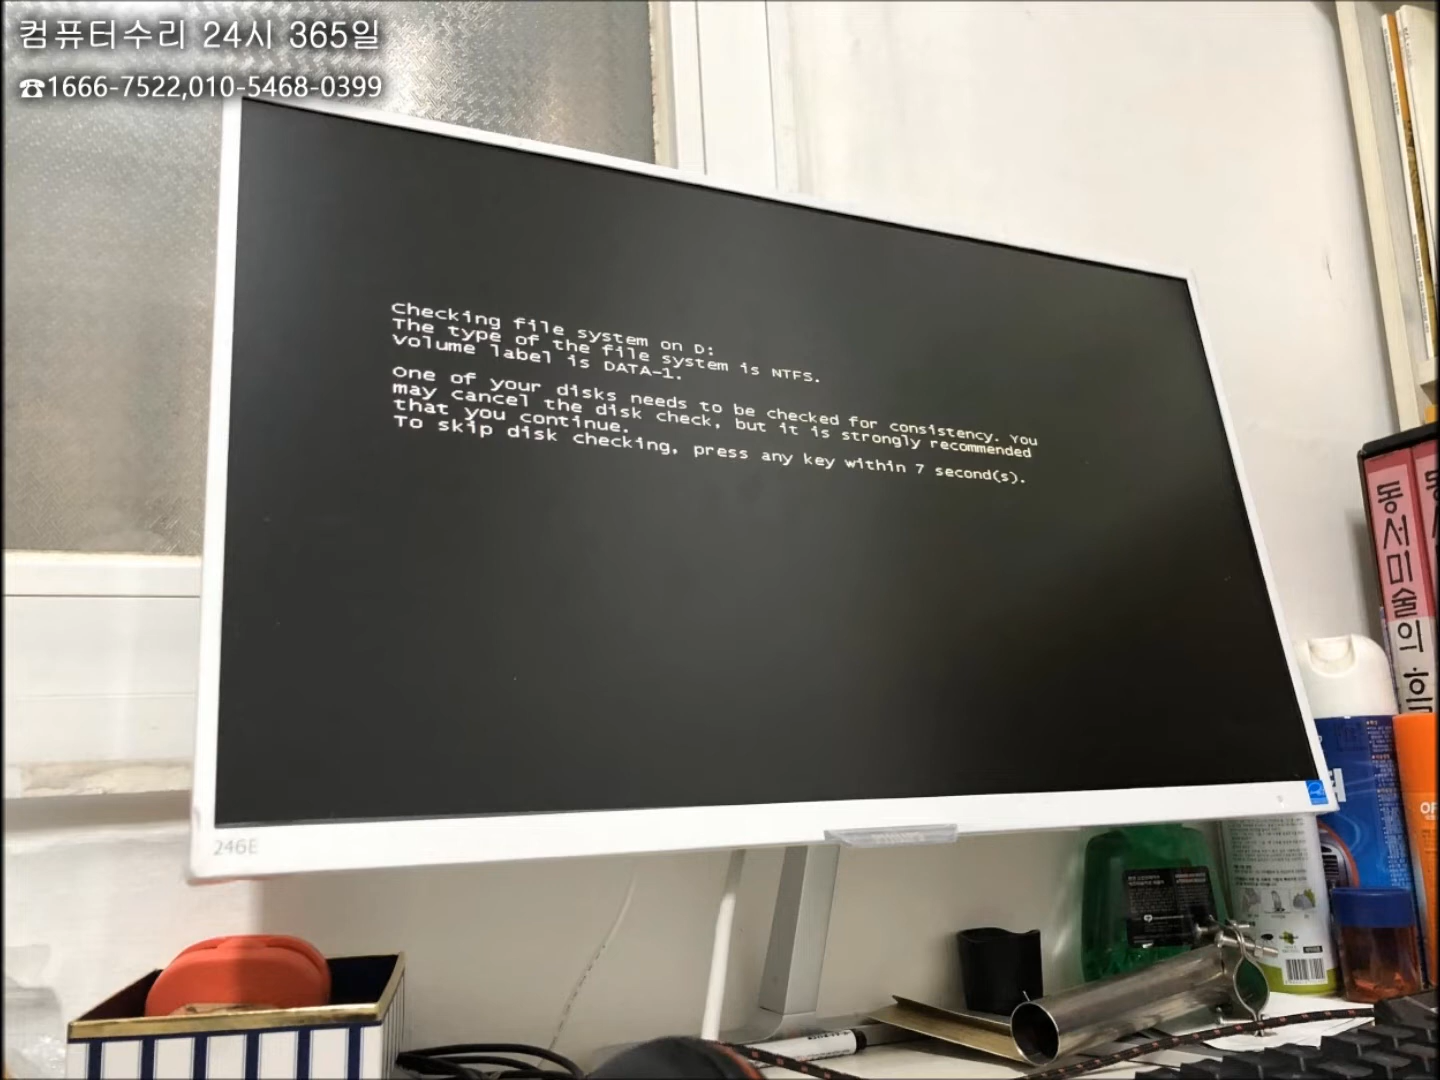 컴퓨터수리 24시 365일
☎1666-7522,010-5468-0399
Checking file system on D:
The type of the file system is NTFS.
Volume label is DATA-1.
One of your disks needs to be checked for consistency. You
may cancel the disk check, but it is strongly recommended
that you continue.
To skip disk checking, press any key within 7 second(s).
246E
동서미술의